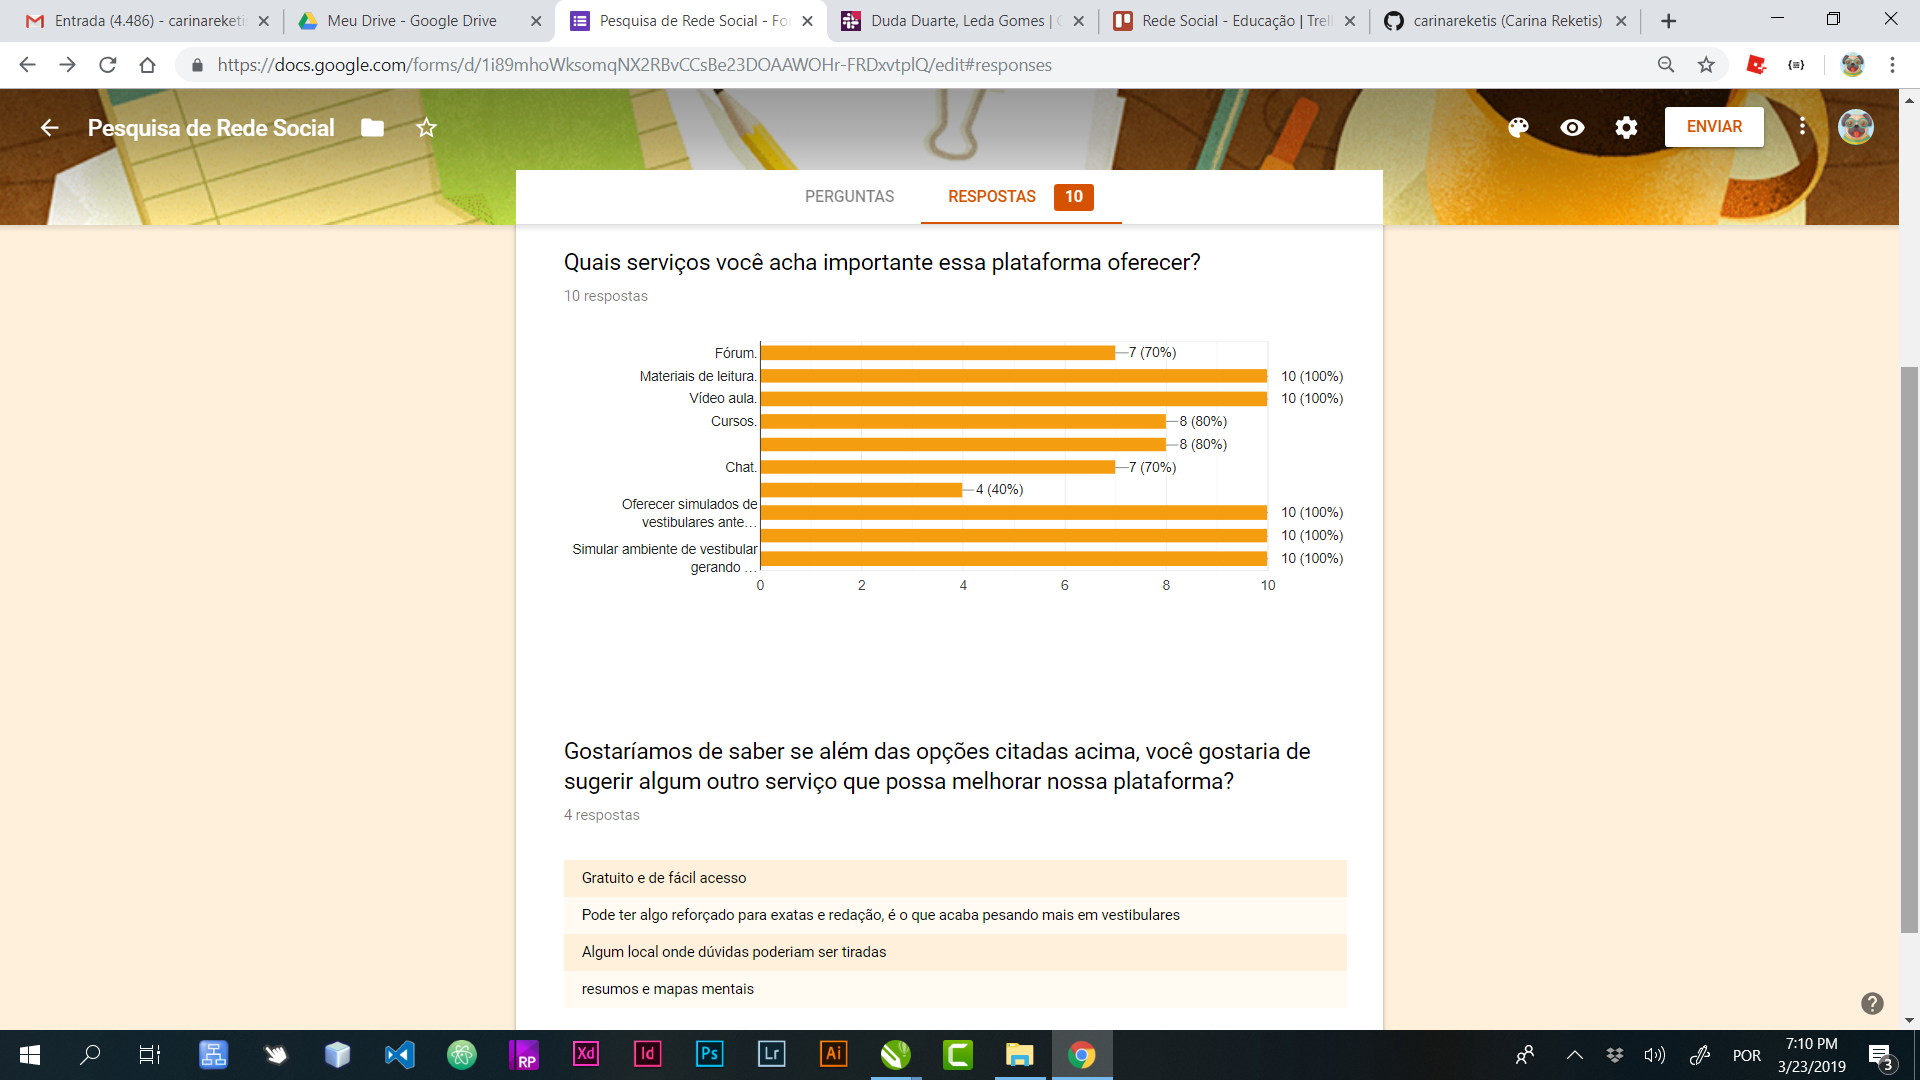 Entrada (4.486) - carinareketi
Meu Drive - Google Drive
Pesquisa de Rede Social - Fo
Duda Duarte, Leda Gomes |
Rede Social - Educação | Trell
carinareketis (Carina Reketis)
https://docs.google.com/forms/d/1i89mhoWksomqNX2RBvCCsBe23DOAAWOHr-FRDxvtplQ/edit#responses
Pesquisa de Rede Social
ENVIAR
PERGUNTAS
RESPOSTAS 10
Quais serviços você acha importante essa plataforma oferecer?
10 respostas
Fórum. 7 (70%)
Materiais de leitura. 10 (100%)
Vídeo aula. 10 (100%)
Cursos. 8 (80%)
8 (80%)
Chat. 7 (70%)
4 (40%)
Oferecer simulados de
vestibulares ante… 10 (100%)
10 (100%)
Simular ambiente de vestibular
gerando … 10 (100%)
0 2 4 6 8 10
Gostaríamos de saber se além das opções citadas acima, você gostaria de
sugerir algum outro serviço que possa melhorar nossa plataforma?
4 respostas
Gratuito e de fácil acesso
Pode ter algo reforçado para exatas e redação, é o que acaba pesando mais em vestibulares
Algum local onde dúvidas poderiam ser tiradas
resumos e mapas mentais
RP
Xd
Id
Ps
Lr
Ai
POR
7:10 PM
3/23/2019
3